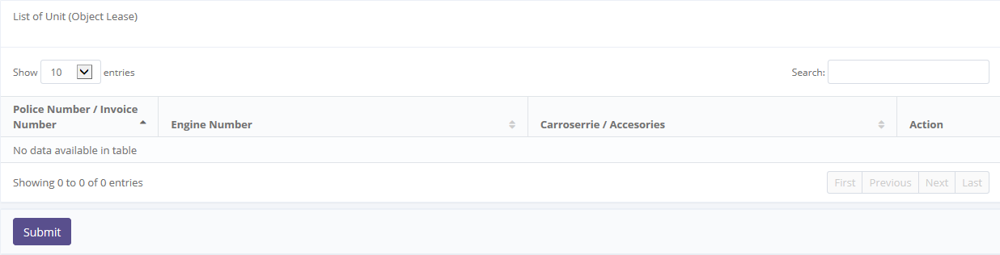 List of Unit (Object Lease)
Show 10 entries
Search:
Police Number / Invoice
Number
Engine Number
Carroserrie / Accesories
Action
No data available in table
Showing 0 to 0 of 0 entries
First Previous Next Last
Submit